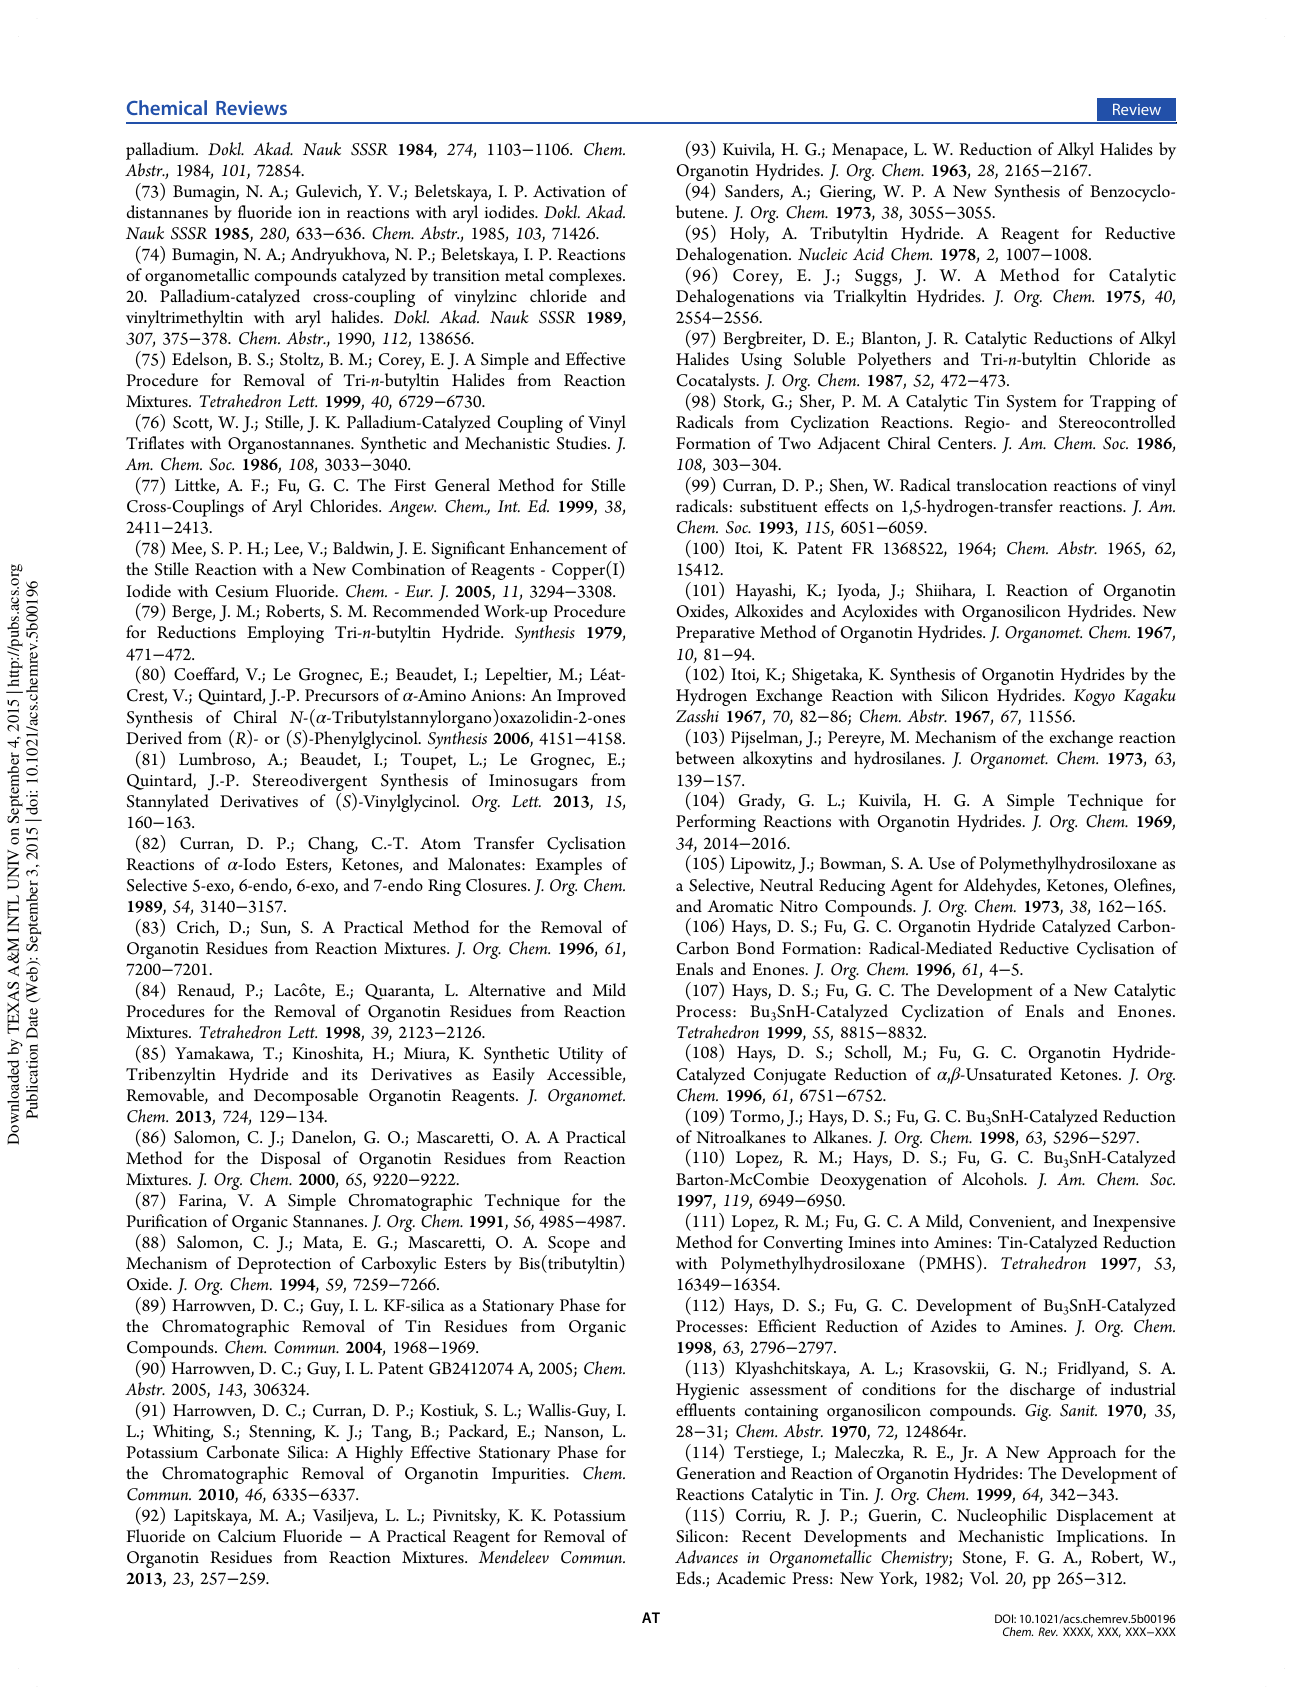 Chemical Reviews
Review
palladium. Dokl. Akad. Nauk SSSR 1984, 274, 1103−1106. Chem.
Abstr., 1984, 101, 72854.
(73) Bumagin, N. A.; Gulevich, Y. V.; Beletskaya, I. P. Activation of
distannanes by fluoride ion in reactions with aryl iodides. Dokl. Akad.
Nauk SSSR 1985, 280, 633−636. Chem. Abstr., 1985, 103, 71426.
(74) Bumagin, N. A.; Andryukhova, N. P.; Beletskaya, I. P. Reactions
of organometallic compounds catalyzed by transition metal complexes.
20. Palladium-catalyzed cross-coupling of vinylzinc chloride and
vinyltrimethyltin with aryl halides. Dokl. Akad. Nauk SSSR 1989,
307, 375−378. Chem. Abstr., 1990, 112, 138656.
(75) Edelson, B. S.; Stoltz, B. M.; Corey, E. J. A Simple and Effective
Procedure for Removal of Tri-n-butyltin Halides from Reaction
Mixtures. Tetrahedron Lett. 1999, 40, 6729−6730.
(76) Scott, W. J.; Stille, J. K. Palladium-Catalyzed Coupling of Vinyl
Triflates with Organostannanes. Synthetic and Mechanistic Studies. J.
Am. Chem. Soc. 1986, 108, 3033−3040.
(77) Littke, A. F.; Fu, G. C. The First General Method for Stille
Cross-Couplings of Aryl Chlorides. Angew. Chem., Int. Ed. 1999, 38,
2411−2413.
(78) Mee, S. P. H.; Lee, V.; Baldwin, J. E. Significant Enhancement of
the Stille Reaction with a New Combination of Reagents - Copper(I)
Iodide with Cesium Fluoride. Chem. - Eur. J. 2005, 11, 3294−3308.
(79) Berge, J. M.; Roberts, S. M. Recommended Work-up Procedure
for Reductions Employing Tri-n-butyltin Hydride. Synthesis 1979,
471−472.
(80) Coeffard, V.; Le Grognec, E.; Beaudet, I.; Lepeltier, M.; Léat-
Crest, V.; Quintard, J.-P. Precursors of α-Amino Anions: An Improved
Synthesis of Chiral N-(α-Tributylstannylorgano)oxazolidin-2-ones
Derived from (R)- or (S)-Phenylglycinol. Synthesis 2006, 4151−4158.
(81) Lumbroso, A.; Beaudet, I.; Toupet, L.; Le Grognec, E.;
Quintard, J.-P. Stereodivergent Synthesis of Iminosugars from
Stannylated Derivatives of (S)-Vinylglycinol. Org. Lett. 2013, 15,
160−163.
(82) Curran, D. P.; Chang, C.-T. Atom Transfer Cyclisation
Reactions of α-Iodo Esters, Ketones, and Malonates: Examples of
Selective 5-exo, 6-endo, 6-exo, and 7-endo Ring Closures. J. Org. Chem.
1989, 54, 3140−3157.
(83) Crich, D.; Sun, S. A Practical Method for the Removal of
Organotin Residues from Reaction Mixtures. J. Org. Chem. 1996, 61,
7200−7201.
(84) Renaud, P.; Lacôte, E.; Quaranta, L. Alternative and Mild
Procedures for the Removal of Organotin Residues from Reaction
Mixtures. Tetrahedron Lett. 1998, 39, 2123−2126.
(85) Yamakawa, T.; Kinoshita, H.; Miura, K. Synthetic Utility of
Tribenzyltin Hydride and its Derivatives as Easily Accessible,
Removable, and Decomposable Organotin Reagents. J. Organomet.
Chem. 2013, 724, 129−134.
(86) Salomon, C. J.; Danelon, G. O.; Mascaretti, O. A. A Practical
Method for the Disposal of Organotin Residues from Reaction
Mixtures. J. Org. Chem. 2000, 65, 9220−9222.
(87) Farina, V. A Simple Chromatographic Technique for the
Purification of Organic Stannanes. J. Org. Chem. 1991, 56, 4985−4987.
(88) Salomon, C. J.; Mata, E. G.; Mascaretti, O. A. Scope and
Mechanism of Deprotection of Carboxylic Esters by Bis(tributyltin)
Oxide. J. Org. Chem. 1994, 59, 7259−7266.
(89) Harrowven, D. C.; Guy, I. L. KF-silica as a Stationary Phase for
the Chromatographic Removal of Tin Residues from Organic
Compounds. Chem. Commun. 2004, 1968−1969.
(90) Harrowven, D. C.; Guy, I. L. Patent GB2412074 A, 2005; Chem.
Abstr. 2005, 143, 306324.
(91) Harrowven, D. C.; Curran, D. P.; Kostiuk, S. L.; Wallis-Guy, I.
L.; Whiting, S.; Stenning, K. J.; Tang, B.; Packard, E.; Nanson, L.
Potassium Carbonate Silica: A Highly Effective Stationary Phase for
the Chromatographic Removal of Organotin Impurities. Chem.
Commun. 2010, 46, 6335−6337.
(92) Lapitskaya, M. A.; Vasiljeva, L. L.; Pivnitsky, K. K. Potassium
Fluoride on Calcium Fluoride − A Practical Reagent for Removal of
Organotin Residues from Reaction Mixtures. Mendeleev Commun.
2013, 23, 257−259.
(93) Kuivila, H. G.; Menapace, L. W. Reduction of Alkyl Halides by
Organotin Hydrides. J. Org. Chem. 1963, 28, 2165−2167.
(94) Sanders, A.; Giering, W. P. A New Synthesis of Benzocyclo-
butene. J. Org. Chem. 1973, 38, 3055−3055.
(95) Holy, A. Tributyltin Hydride. A Reagent for Reductive
Dehalogenation. Nucleic Acid Chem. 1978, 2, 1007−1008.
(96) Corey, E. J.; Suggs, J. W. A Method for Catalytic
Dehalogenations via Trialkyltin Hydrides. J. Org. Chem. 1975, 40,
2554−2556.
(97) Bergbreiter, D. E.; Blanton, J. R. Catalytic Reductions of Alkyl
Halides Using Soluble Polyethers and Tri-n-butyltin Chloride as
Cocatalysts. J. Org. Chem. 1987, 52, 472−473.
(98) Stork, G.; Sher, P. M. A Catalytic Tin System for Trapping of
Radicals from Cyclization Reactions. Regio- and Stereocontrolled
Formation of Two Adjacent Chiral Centers. J. Am. Chem. Soc. 1986,
108, 303−304.
(99) Curran, D. P.; Shen, W. Radical translocation reactions of vinyl
radicals: substituent effects on 1,5-hydrogen-transfer reactions. J. Am.
Chem. Soc. 1993, 115, 6051−6059.
(100) Itoi, K. Patent FR 1368522, 1964; Chem. Abstr. 1965, 62,
15412.
(101) Hayashi, K.; Iyoda, J.; Shiihara, I. Reaction of Organotin
Oxides, Alkoxides and Acyloxides with Organosilicon Hydrides. New
Preparative Method of Organotin Hydrides. J. Organomet. Chem. 1967,
10, 81−94.
(102) Itoi, K.; Shigetaka, K. Synthesis of Organotin Hydrides by the
Hydrogen Exchange Reaction with Silicon Hydrides. Kogyo Kagaku
Zasshi 1967, 70, 82−86; Chem. Abstr. 1967, 67, 11556.
(103) Pijselman, J.; Pereyre, M. Mechanism of the exchange reaction
between alkoxytins and hydrosilanes. J. Organomet. Chem. 1973, 63,
139−157.
(104) Grady, G. L.; Kuivila, H. G. A Simple Technique for
Performing Reactions with Organotin Hydrides. J. Org. Chem. 1969,
34, 2014−2016.
(105) Lipowitz, J.; Bowman, S. A. Use of Polymethylhydrosiloxane as
a Selective, Neutral Reducing Agent for Aldehydes, Ketones, Olefines,
and Aromatic Nitro Compounds. J. Org. Chem. 1973, 38, 162−165.
(106) Hays, D. S.; Fu, G. C. Organotin Hydride Catalyzed Carbon-
Carbon Bond Formation: Radical-Mediated Reductive Cyclisation of
Enals and Enones. J. Org. Chem. 1996, 61, 4−5.
(107) Hays, D. S.; Fu, G. C. The Development of a New Catalytic
Process: Bu3SnH-Catalyzed Cyclization of Enals and Enones.
Tetrahedron 1999, 55, 8815−8832.
(108) Hays, D. S.; Scholl, M.; Fu, G. C. Organotin Hydride-
Catalyzed Conjugate Reduction of α,β-Unsaturated Ketones. J. Org.
Chem. 1996, 61, 6751−6752.
(109) Tormo, J.; Hays, D. S.; Fu, G. C. Bu3SnH-Catalyzed Reduction
of Nitroalkanes to Alkanes. J. Org. Chem. 1998, 63, 5296−5297.
(110) Lopez, R. M.; Hays, D. S.; Fu, G. C. Bu3SnH-Catalyzed
Barton-McCombie Deoxygenation of Alcohols. J. Am. Chem. Soc.
1997, 119, 6949−6950.
(111) Lopez, R. M.; Fu, G. C. A Mild, Convenient, and Inexpensive
Method for Converting Imines into Amines: Tin-Catalyzed Reduction
with Polymethylhydrosiloxane (PMHS). Tetrahedron 1997, 53,
16349−16354.
(112) Hays, D. S.; Fu, G. C. Development of Bu3SnH-Catalyzed
Processes: Efficient Reduction of Azides to Amines. J. Org. Chem.
1998, 63, 2796−2797.
(113) Klyashchitskaya, A. L.; Krasovskii, G. N.; Fridlyand, S. A.
Hygienic assessment of conditions for the discharge of industrial
effluents containing organosilicon compounds. Gig. Sanit. 1970, 35,
28−31; Chem. Abstr. 1970, 72, 124864r.
(114) Terstiege, I.; Maleczka, R. E., Jr. A New Approach for the
Generation and Reaction of Organotin Hydrides: The Development of
Reactions Catalytic in Tin. J. Org. Chem. 1999, 64, 342−343.
(115) Corriu, R. J. P.; Guerin, C. Nucleophilic Displacement at
Silicon: Recent Developments and Mechanistic Implications. In
Advances in Organometallic Chemistry; Stone, F. G. A., Robert, W.,
Eds.; Academic Press: New York, 1982; Vol. 20, pp 265−312.
Downloaded by TEXAS A&M INTL UNIV on September 4, 2015 | http://pubs.acs.org
Publication Date (Web): September 3, 2015 | doi: 10.1021/acs.chemrev.5b00196
AT
DOI: 10.1021/acs.chemrev.5b00196
Chem. Rev. XXXX, XXX, XXX−XXX